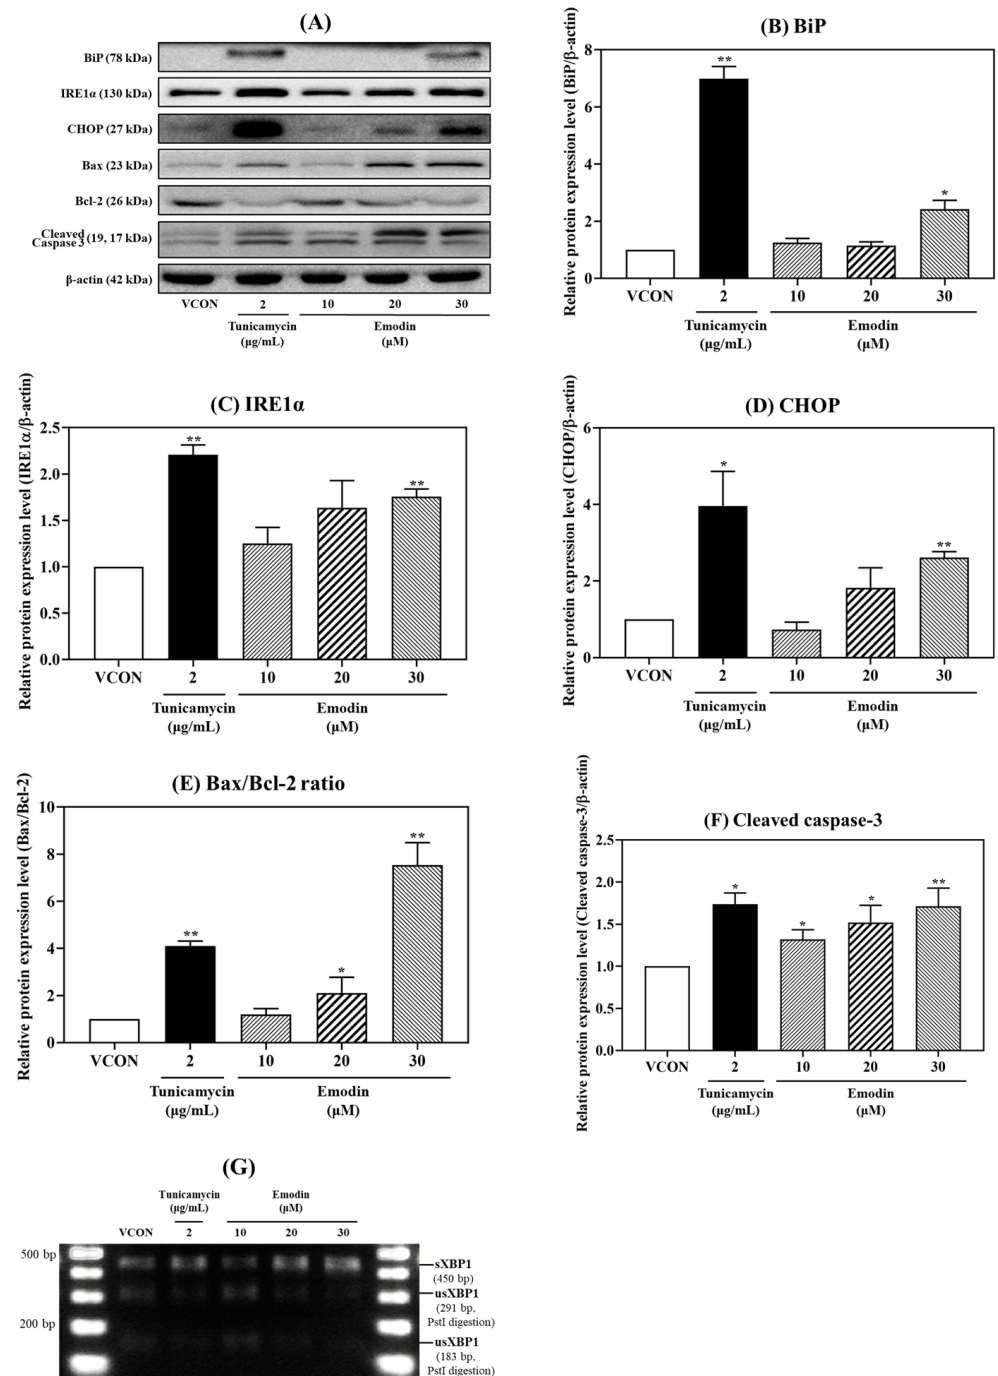 (A)
BiP (78 kDa)
IRE1α (130 kDa)
CHOP (27 kDa)
Bax (23 kDa)
Bcl-2 (26 kDa)
Cleaved
Caspase 3 (19, 17 kDa)
β-actin (42 kDa)
VCON 2 10 20 30
Tunicamycin Emodin
(μg/mL) (μM)
(B) BiP
Relative protein expression level (BiP/β-actin)
8
6
4
2
0
**
*
VCON 2 10 20 30
Tunicamycin Emodin
(μg/mL) (μM)
(C) IRE1α
Relative protein expression level (IRE1α/β-actin)
2.5
2.0
1.5
1.0
0.5
0.0
**
**
VCON 2 10 20 30
Tunicamycin Emodin
(μg/mL) (μM)
(D) CHOP
Relative protein expression level (CHOP/β-actin)
6
4
2
0
*
**
VCON 2 10 20 30
Tunicamycin Emodin
(μg/mL) (μM)
(E) Bax/Bcl-2 ratio
Relative protein expression level (Bax/Bcl-2)
10
8
6
4
2
0
**
*
**
VCON 2 10 20 30
Tunicamycin Emodin
(μg/mL) (μM)
(F) Cleaved caspase-3
Relative protein expression level (Cleaved caspase-3/β-actin)
2.5
2.0
1.5
1.0
0.5
0.0
*
*
*
**
VCON 2 10 20 30
Tunicamycin Emodin
(μg/mL) (μM)
(G)
Tunicamycin Emodin
(μg/mL) (μM)
VCON 2 10 20 30
500 bp
200 bp
sXBP1
(450 bp)
usXBP1
(291 bp,
PstI digestion)
usXBP1
(183 bp,
PstI digestion)